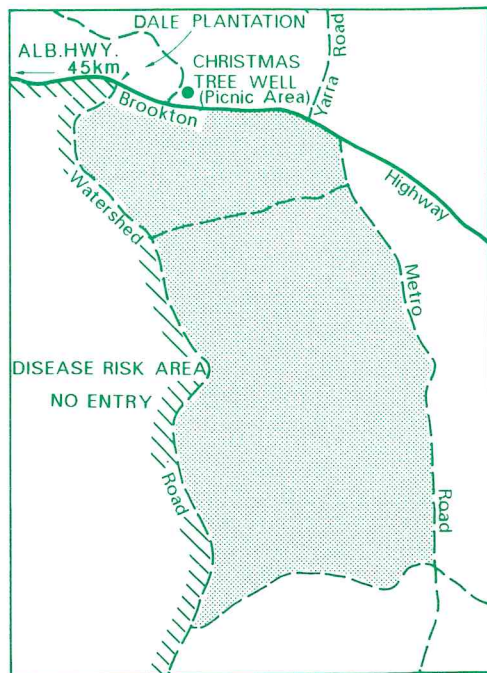 DALE PLANTATION
ALB.HWY.
45km
CHRISTMAS
TREE WELL
(Picnic Area)
Yarra Road
Brookton
Highway
Watershed
Metro
DISEASE RISK AREA
NO ENTRY
Road
Road